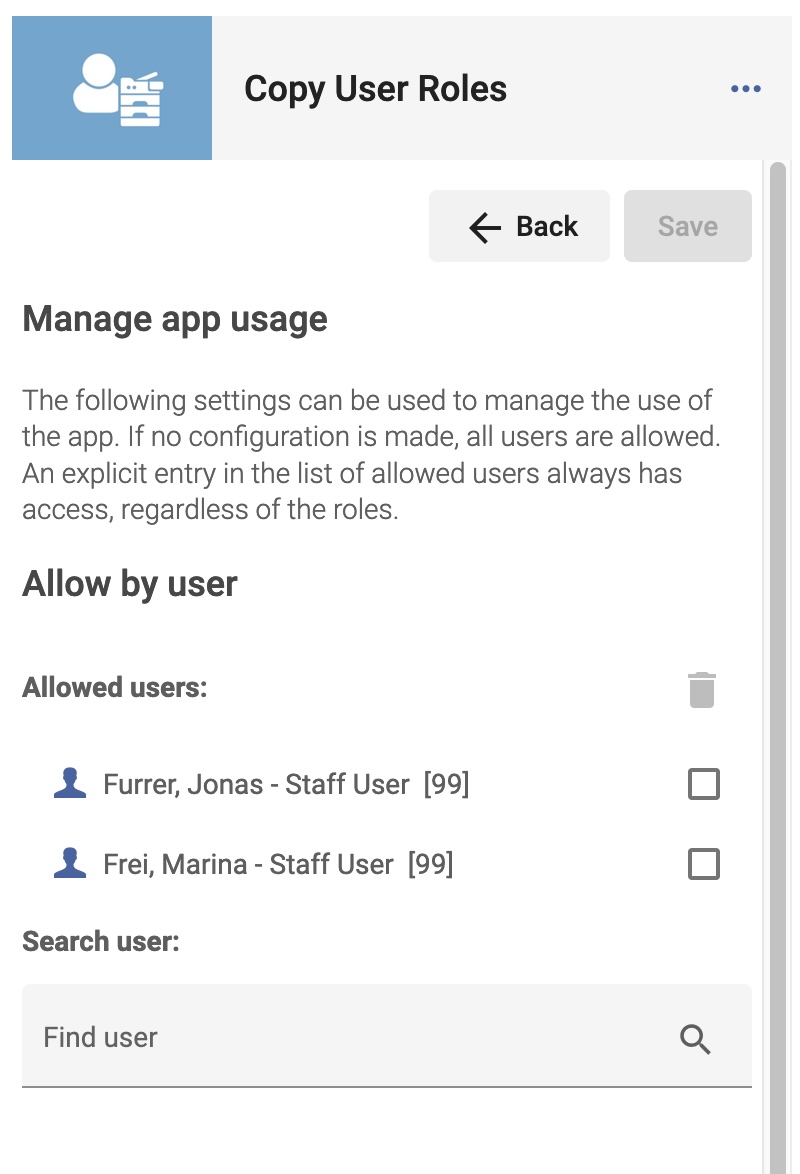 Copy User Roles
Back
Save
Manage app usage
The following settings can be used to manage the use of
the app. If no configuration is made, all users are allowed.
An explicit entry in the list of allowed users always has
access, regardless of the roles.
Allow by user
Allowed users:
Furrer, Jonas - Staff User [99]
Frei, Marina - Staff User [99]
Search user:
Find user